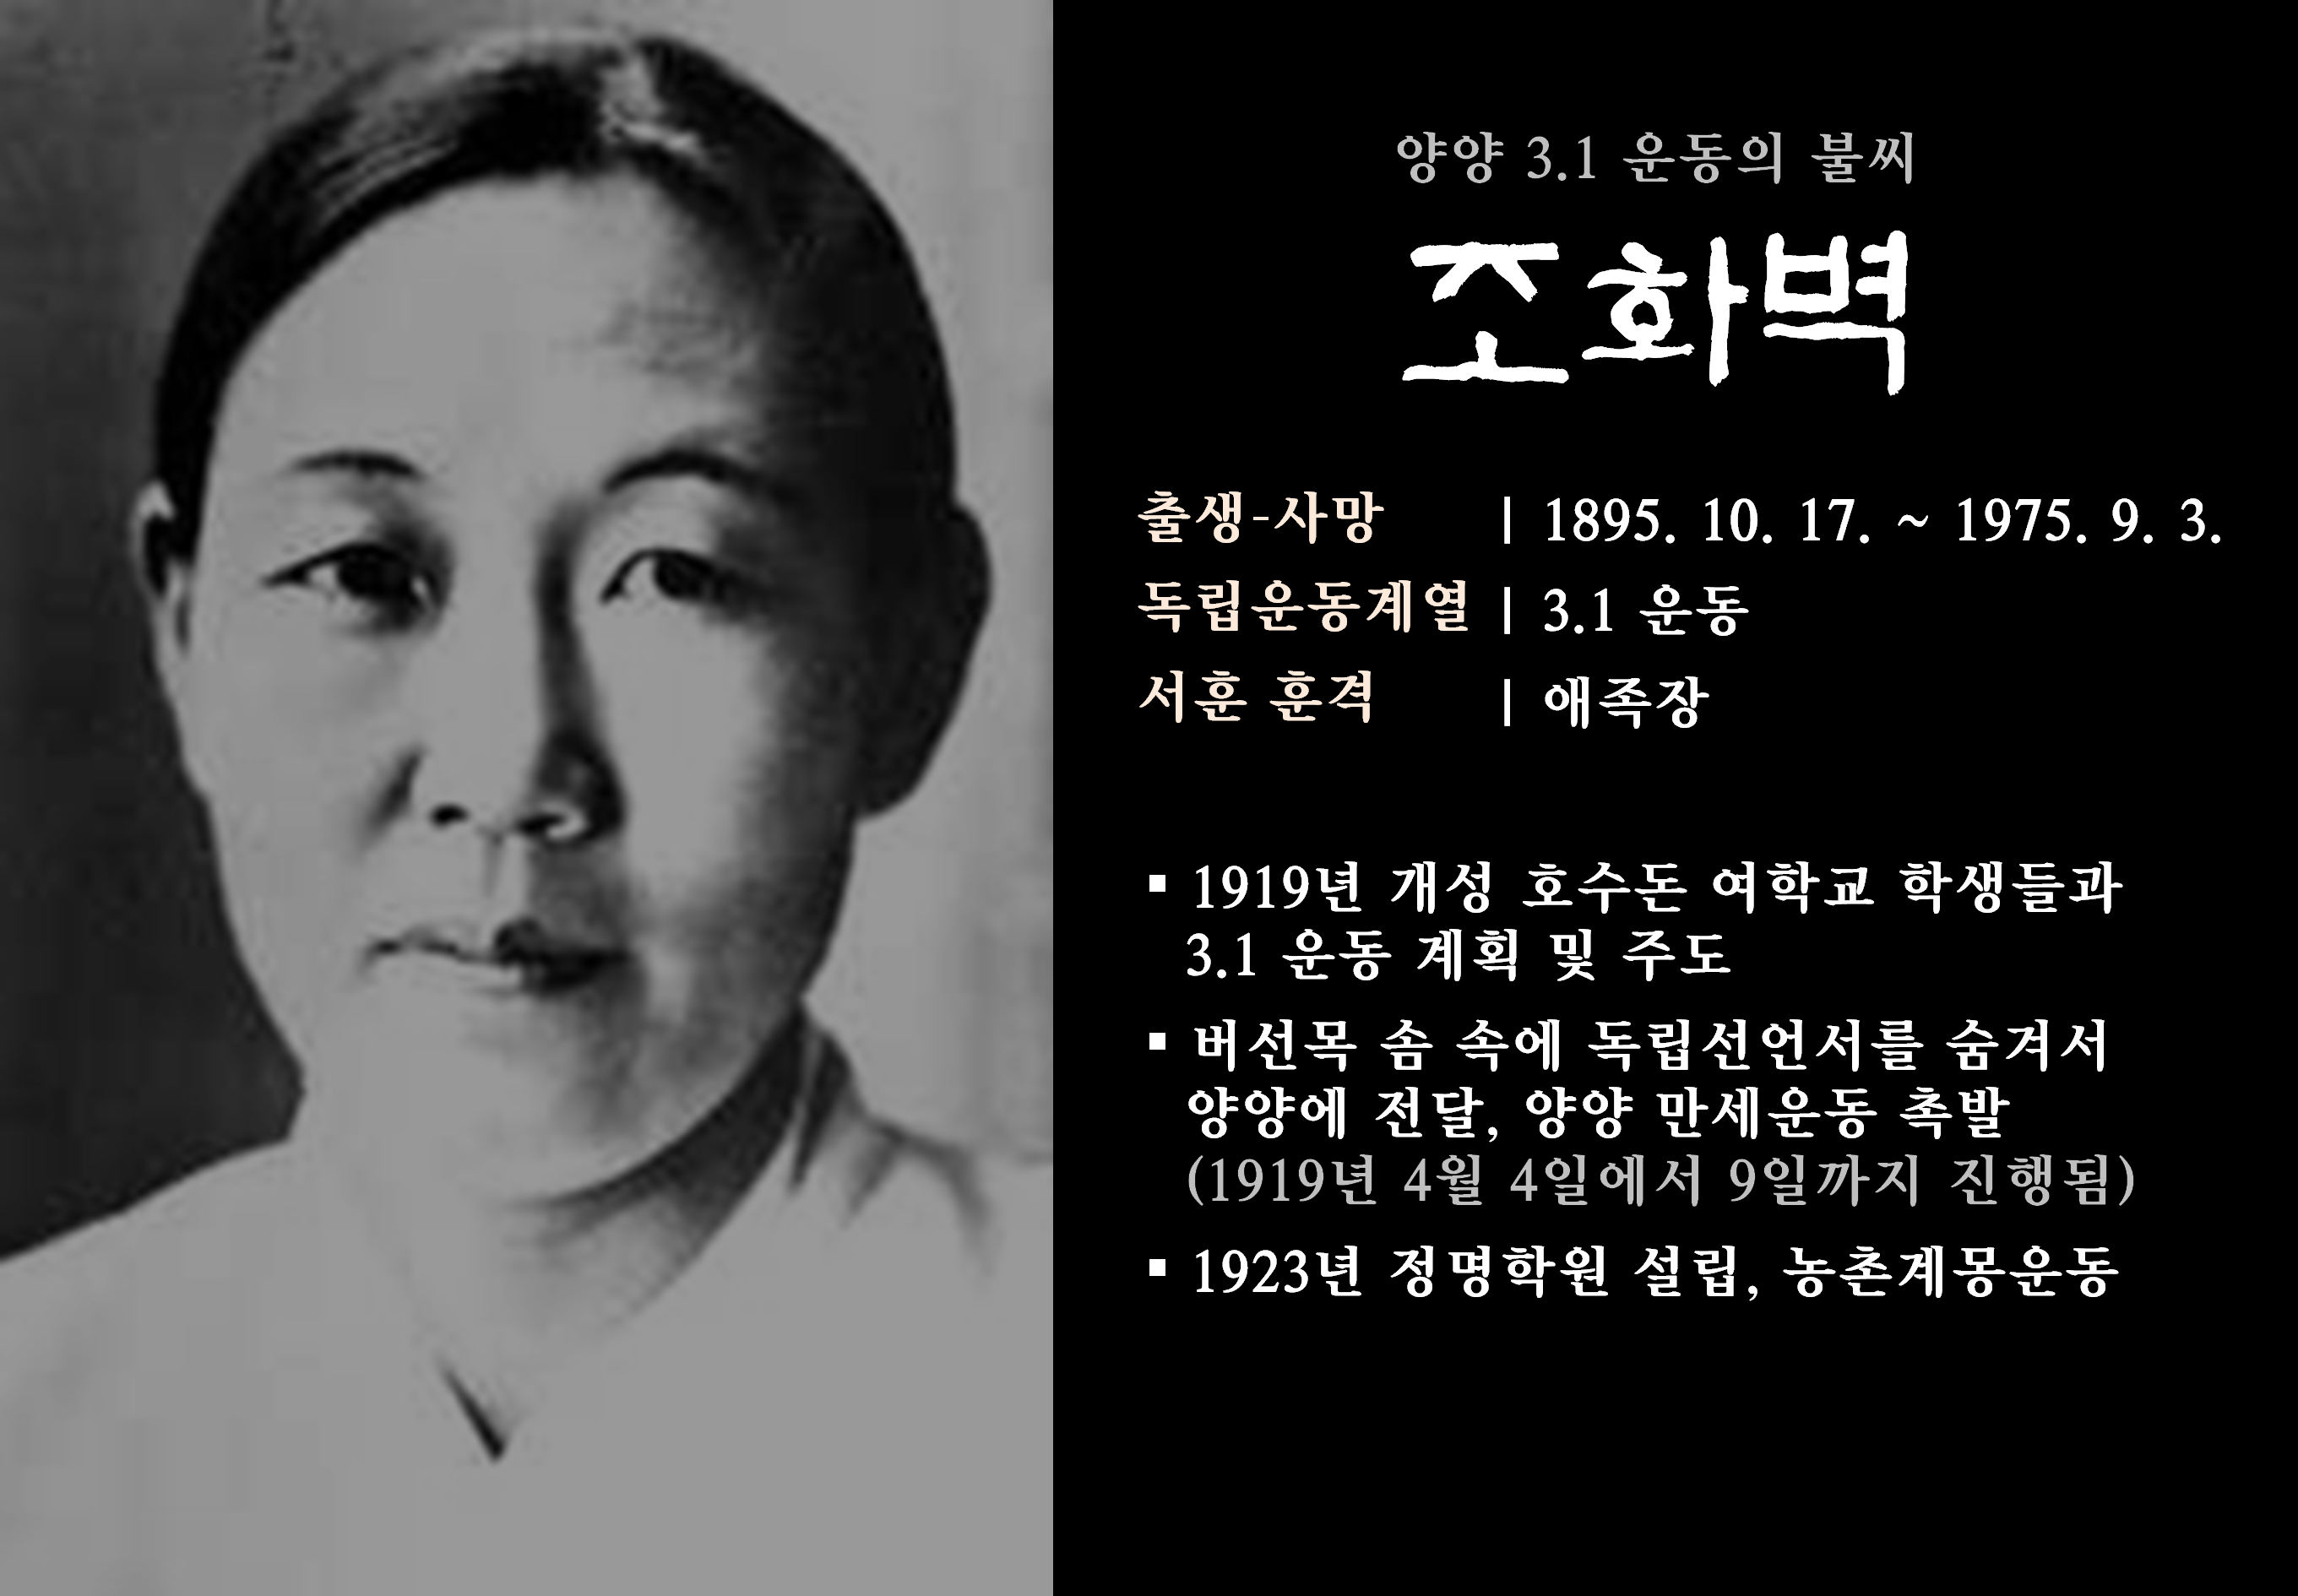 양양 3.1 운동의 불씨
조화벽
출생-사망 | 1895. 10. 17. ~ 1975. 9. 3.
독립운동계열 | 3.1 운동
서훈 훈격 | 애족장
▪ 1919년 개성 호수돈 여학교 학생들과
3.1 운동 계획 및 주도
▪ 버선목 솜 속에 독립선언서를 숨겨서
양양에 전달, 양양 만세운동 촉발
(1919년 4월 4일에서 9일까지 진행됨)
▪ 1923년 정명학원 설립, 농촌계몽운동